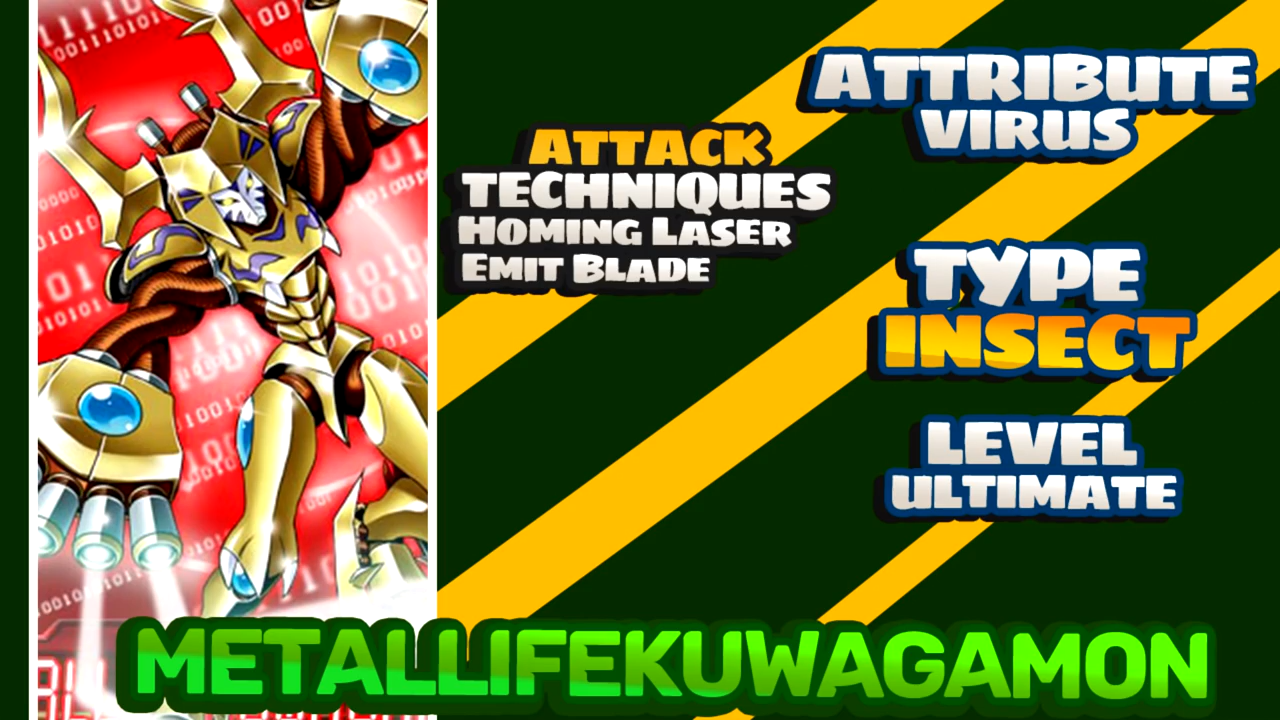 ATTRIBUTE
VIRUS
ATTACK
TECHNIQUES
HOMING LASER
EMIT BLADE
TYPE
INSECT
LEVEL
ULTIMATE
METALLIFEKUWAGAMON